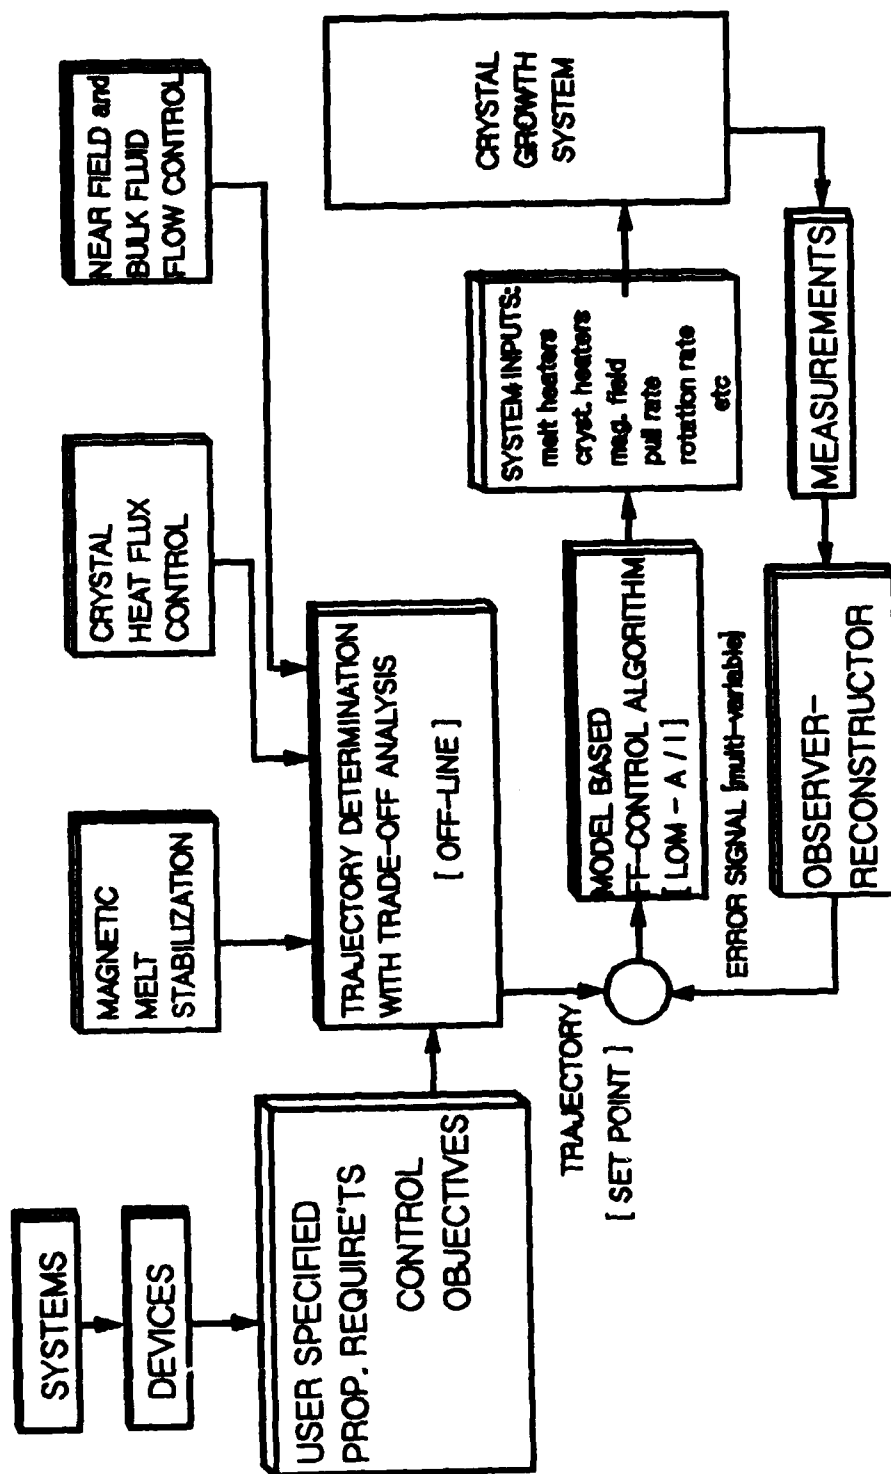 SYSTEMS
DEVICES
USER SPECIFIED
PROP. REQUIRE'TS
CONTROL
OBJECTIVES
MAGNETIC
MELT
STABILIZATION
CRYSTAL
HEAT FLUX
CONTROL
NEAR FIELD and
BULK FLUID
FLOW CONTROL
TRAJECTORY DETERMINATION
WITH TRADE-OFF ANALYSIS
[ OFF-LINE ]
TRAJECTORY
[ SET POINT ]
MODEL BASED
FF-CONTROL ALGORITHM
[ LOM - A / I ]
SYSTEM INPUTS:
melt heaters
cryst. heaters
mag. field
pull rate
rotation rate
etc
CRYSTAL
GROWTH
SYSTEM
MEASUREMENTS
OBSERVER-
RECONSTRUCTOR
ERROR SIGNAL [multi-variable]